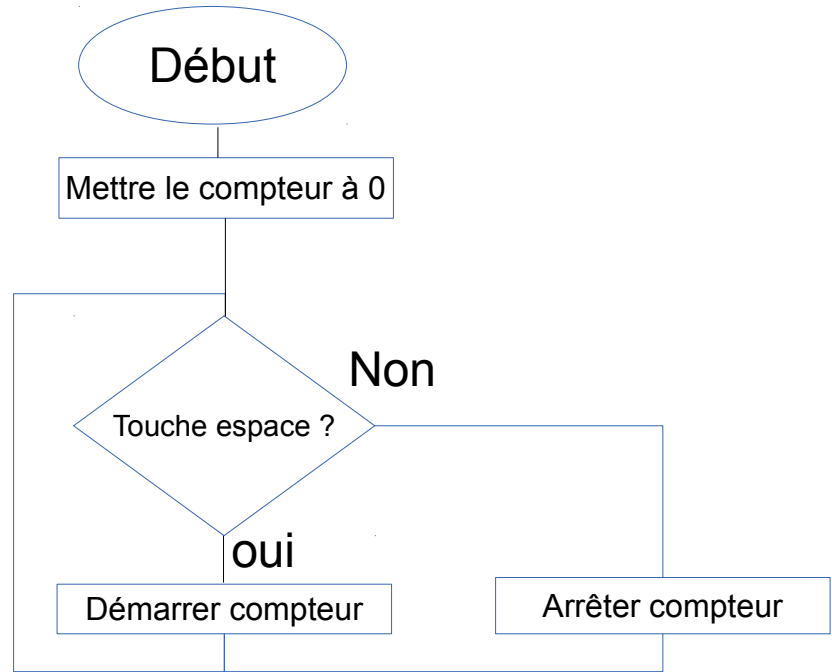 Début
Mettre le compteur à 0
Non
Touche espace ?
oui
Démarrer compteur
Arrêter compteur